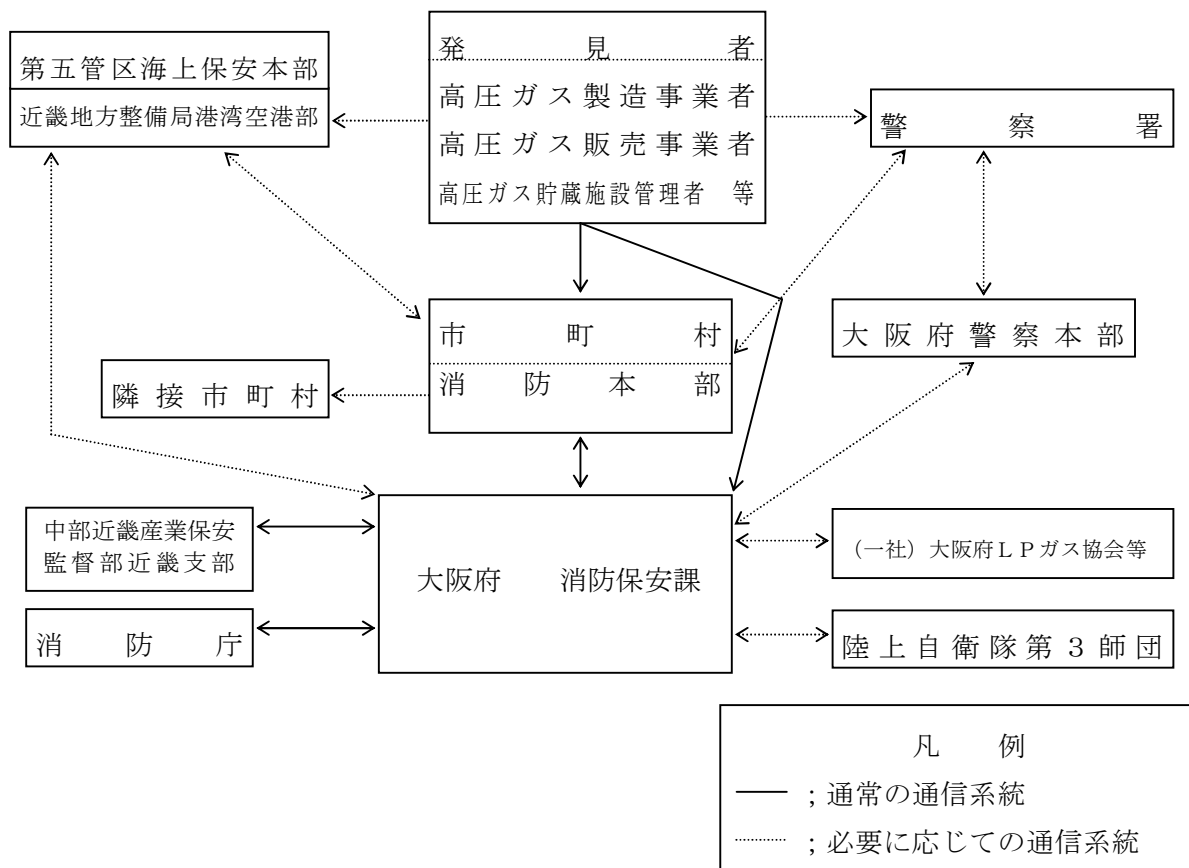 発見者
高圧ガス製造事業者
高圧ガス販売事業者
高圧ガス貯蔵施設管理者 等
第五管区海上保安本部
近畿地方整備局港湾空港部
警察署
市町村
消防本部
大阪府警察本部
隣接市町村
中部近畿産業保安
監督部近畿支部
消防庁
大阪府 消防保安課
（一社）大阪府ＬＰガス協会等
陸上自衛隊第３師団
凡 例
；通常の通信系統
；必要に応じての通信系統